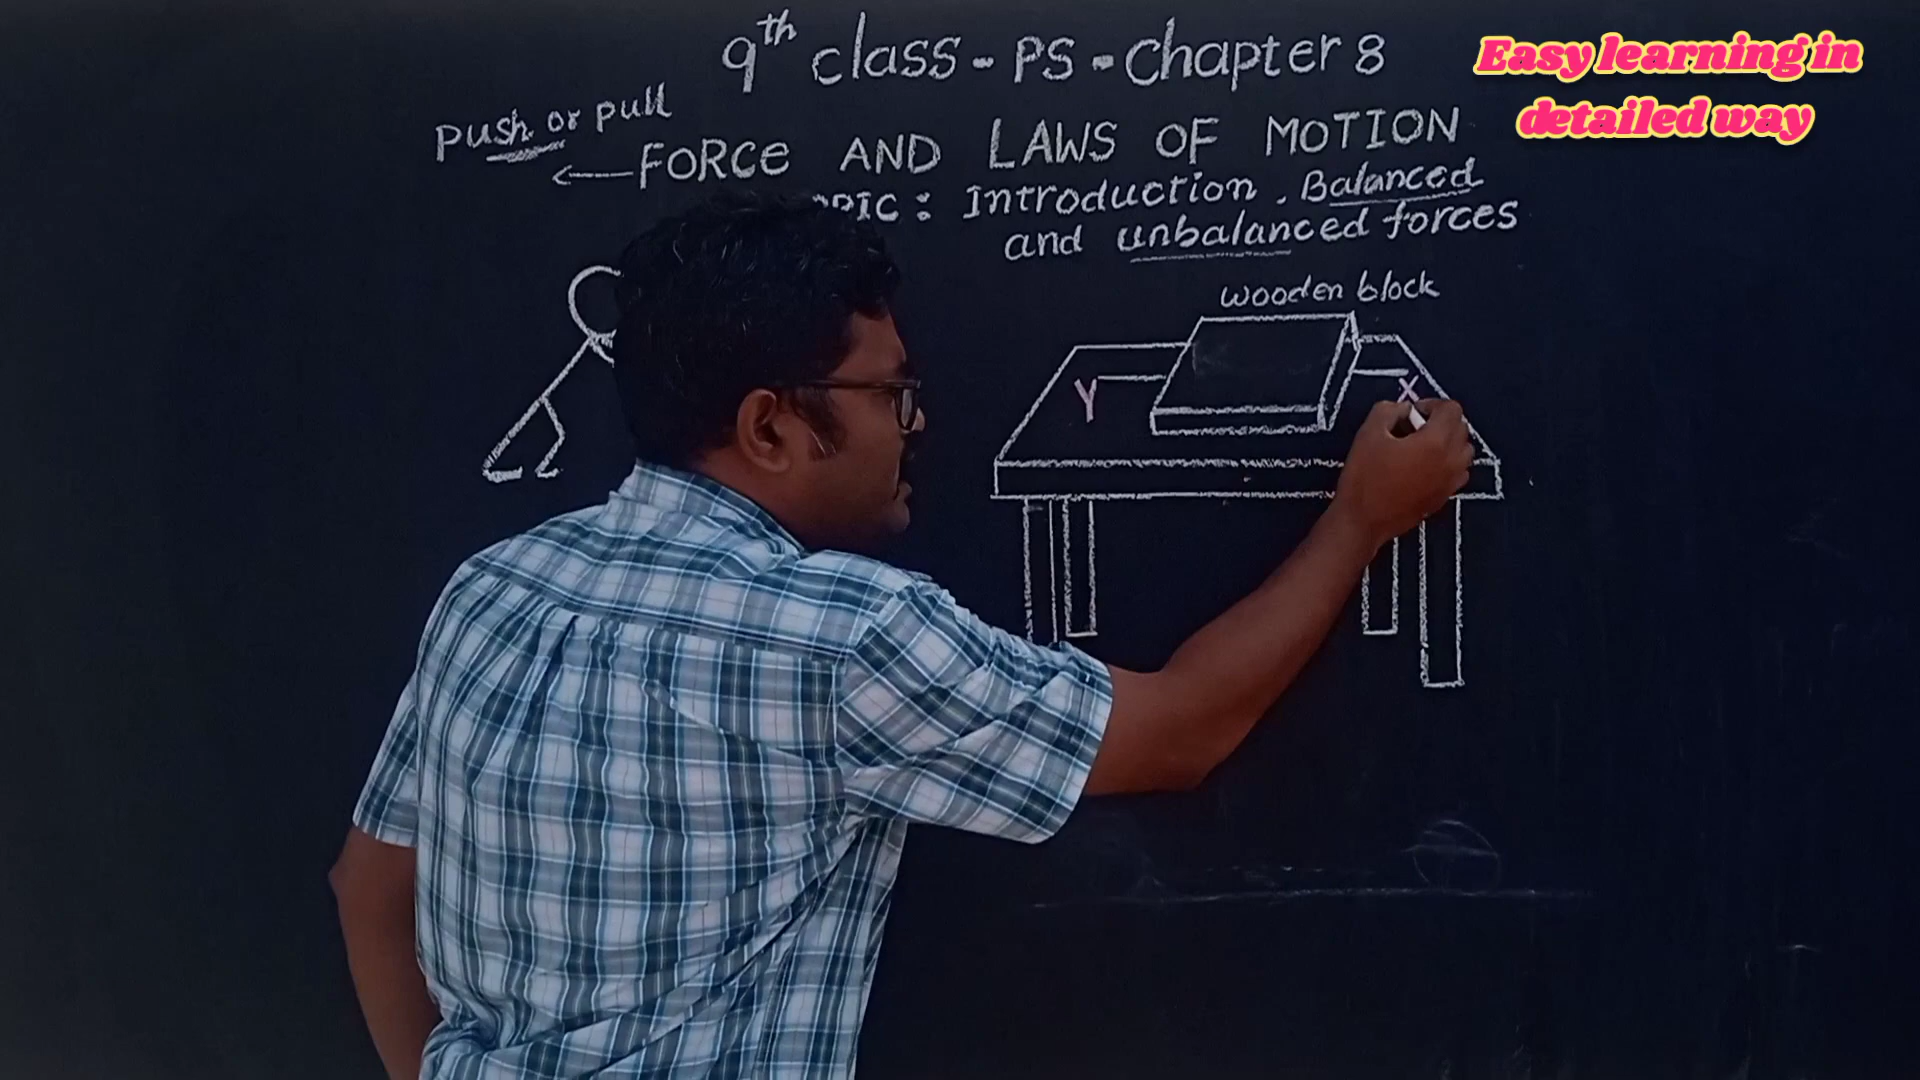 9th class - PS - Chapter 8
Easy learning in
detailed way
Push or pull
FORCE AND LAWS OF MOTION
: Introduction . Balanced
and unbalanced forces
wooden block
Y
X